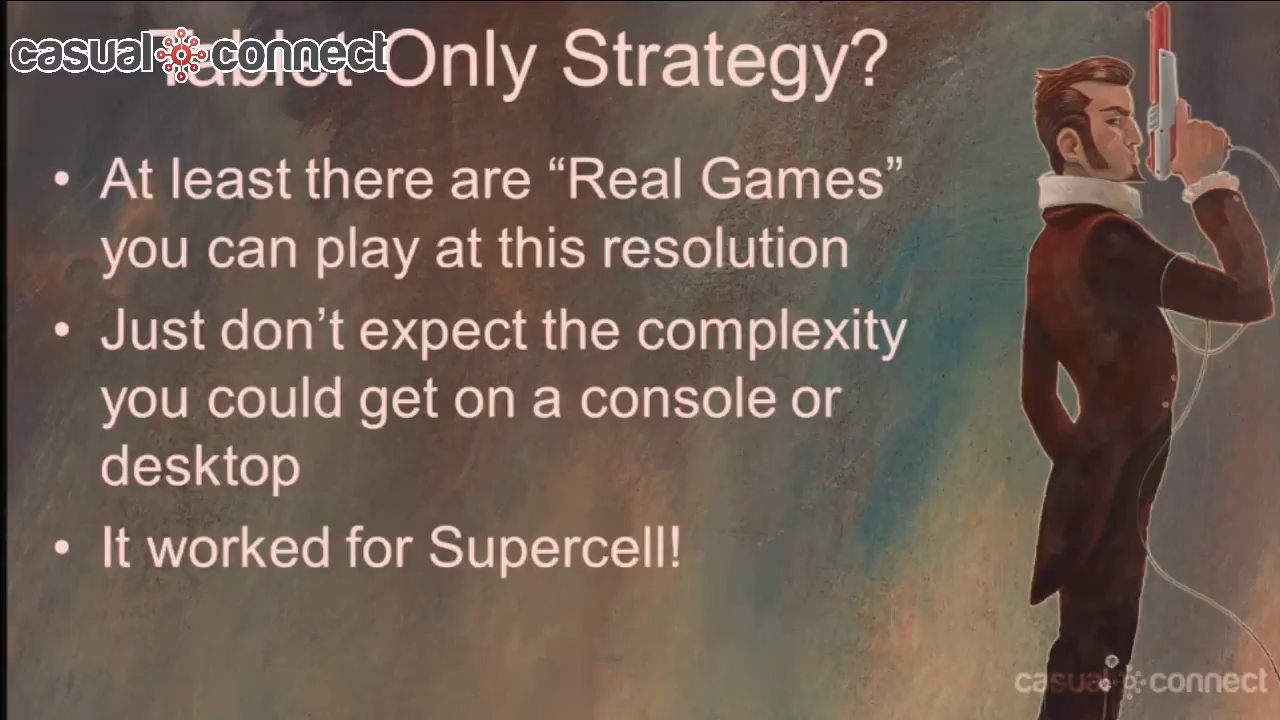 casual connect
Tablet Only Strategy?
• At least there are “Real Games”
you can play at this resolution
• Just don’t expect the complexity
you could get on a console or
desktop
• It worked for Supercell!
casual connect